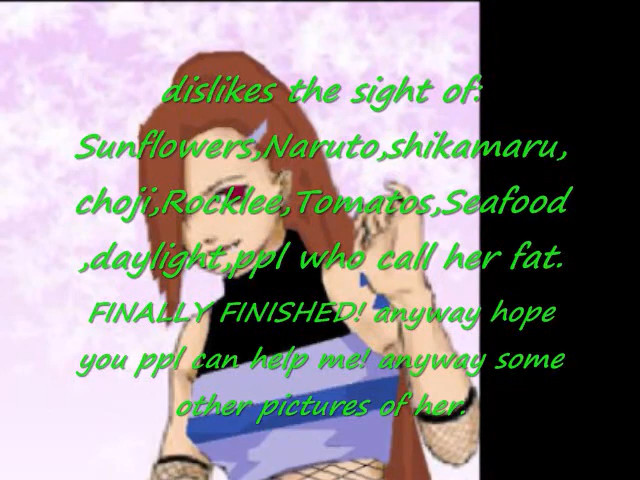 dislikes the sight of:
Sunflowers,Naruto,shikamaru,
choji,Rocklee,Tomatos,Seafood
,daylight,ppl who call her fat.
FINALLY FINISHED! anyway hope
you ppl can help me! anyway some
other pictures of her.